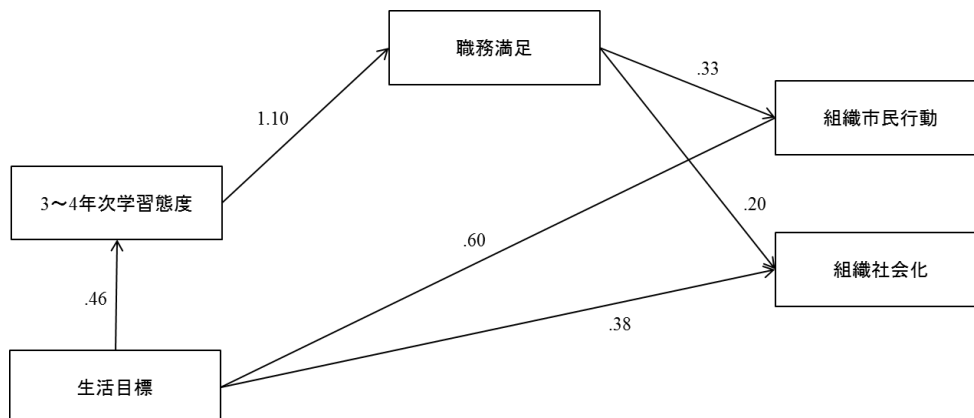 職務満足
.33
組織市民行動
1.10
3～4年次学習態度
.20
.60
組織社会化
.46
.38
生活目標